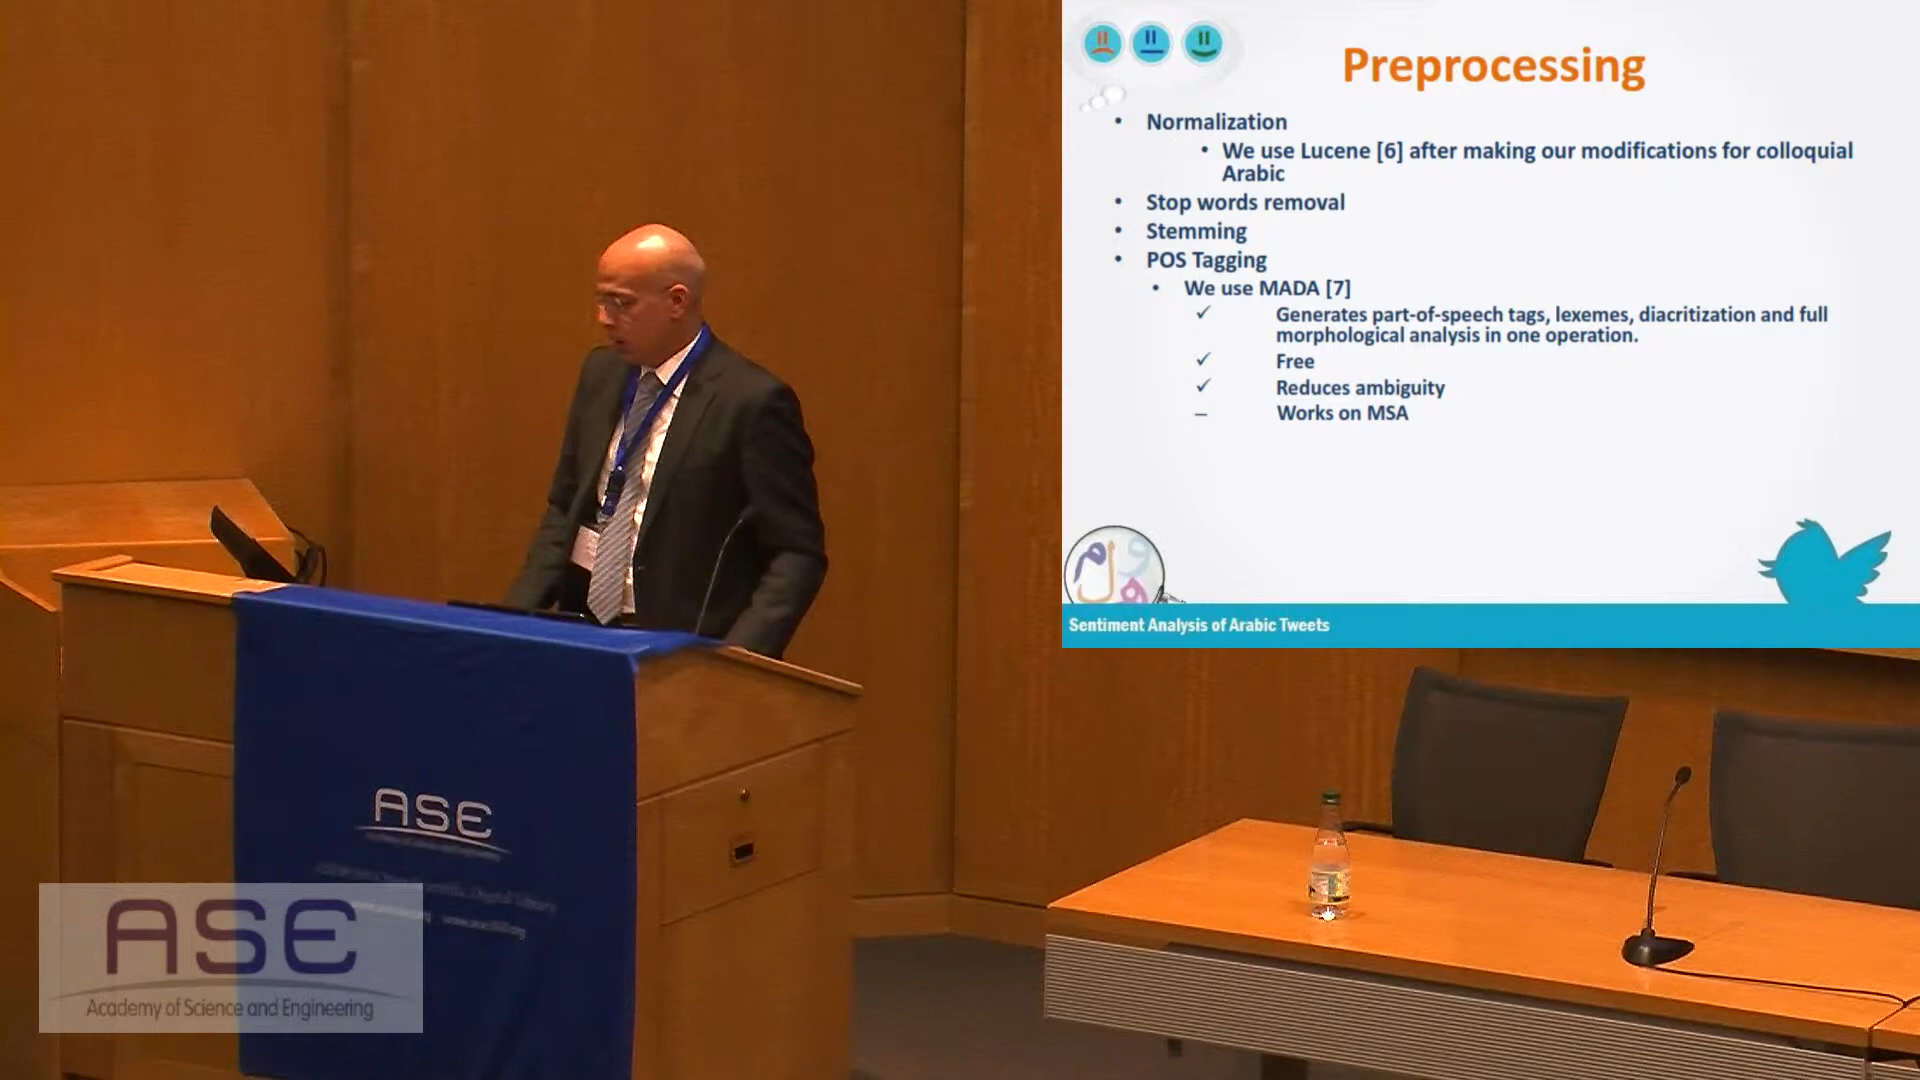 Preprocessing
• Normalization
• We use Lucene [6] after making our modifications for colloquial
Arabic
• Stop words removal
• Stemming
• POS Tagging
• We use MADA [7]
✓ Generates part-of-speech tags, lexemes, diacritization and full
morphological analysis in one operation.
✓ Free
✓ Reduces ambiguity
– Works on MSA
Sentiment Analysis of Arabic Tweets
ASE
ASE
Academy of Science and Engineering